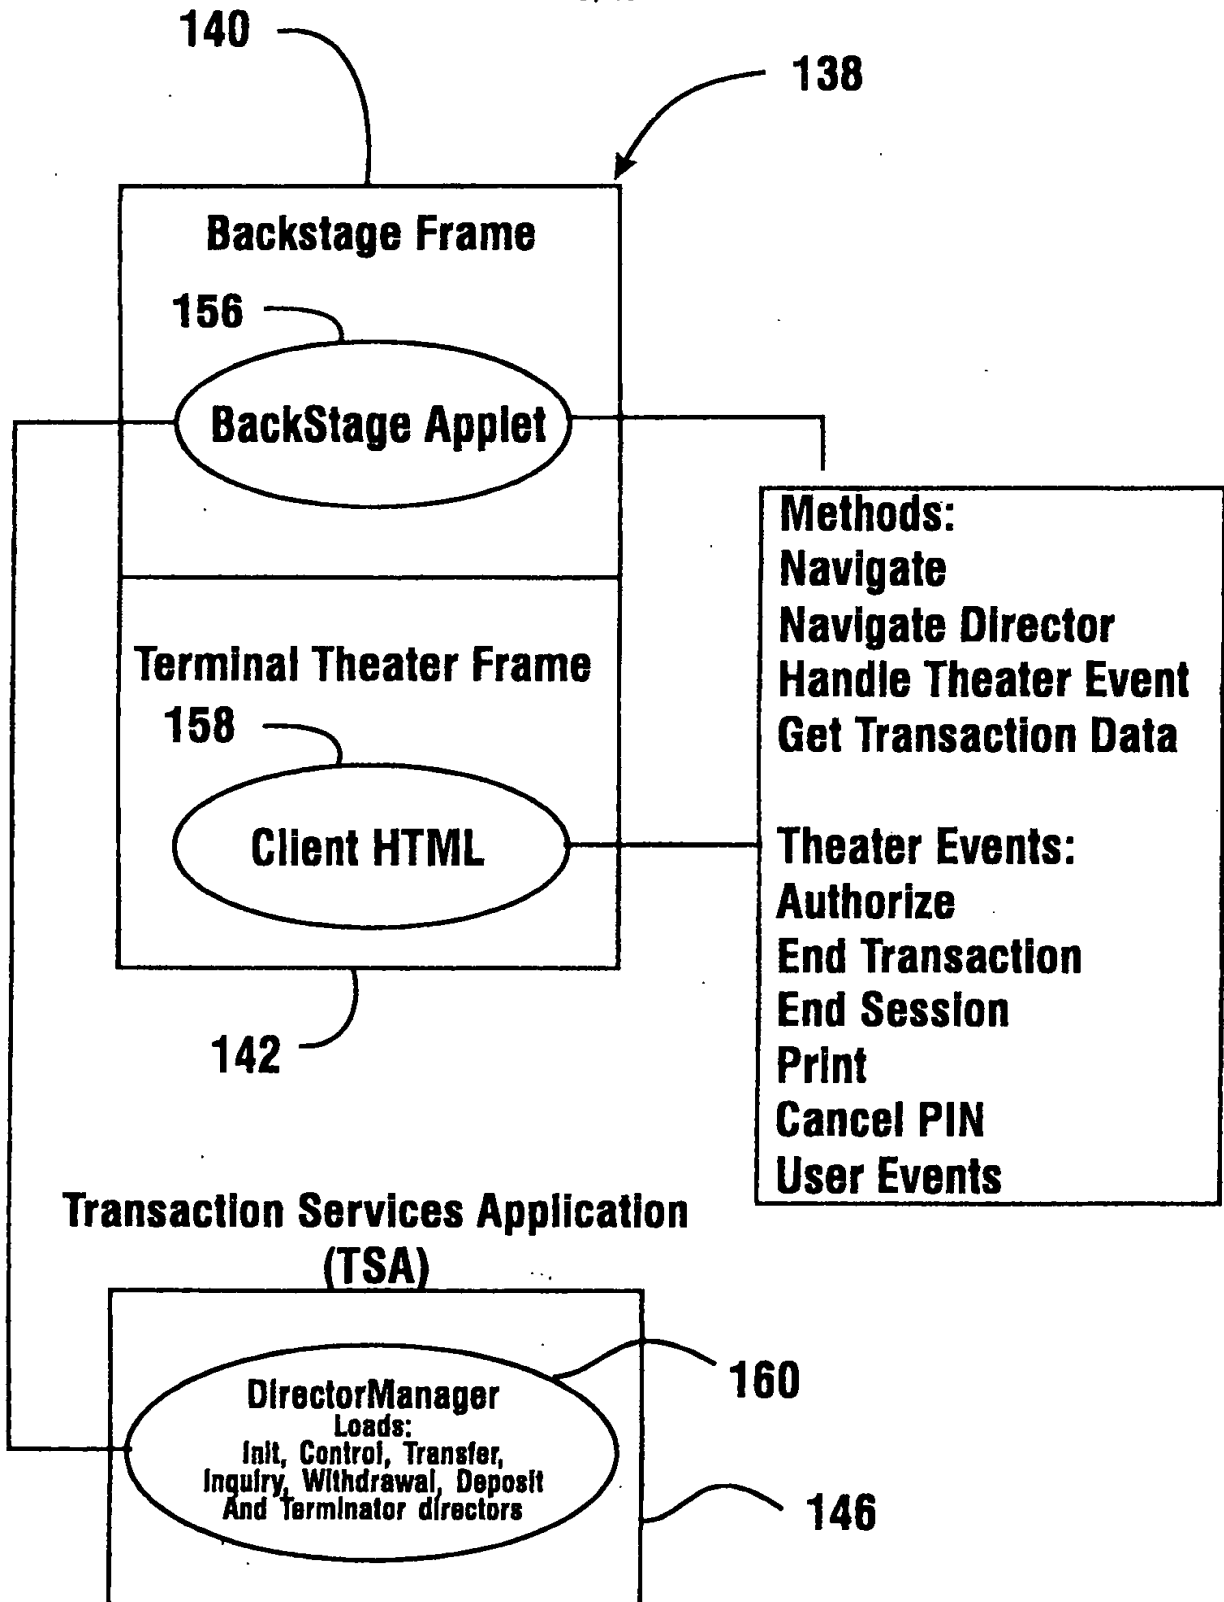 140
138
Backstage Frame
156
BackStage Applet
Methods:
Navigate
Navigate Director
Handle Theater Event
Get Transaction Data
Terminal Theater Frame
158
Client HTML
Theater Events:
Authorize
End Transaction
End Session
Print
Cancel PIN
User Events
142
Transaction Services Application
(TSA)
DirectorManager
Loads:
Init, Control, Transfer,
Inquiry, Withdrawal, Deposit
And Terminator directors
160
146